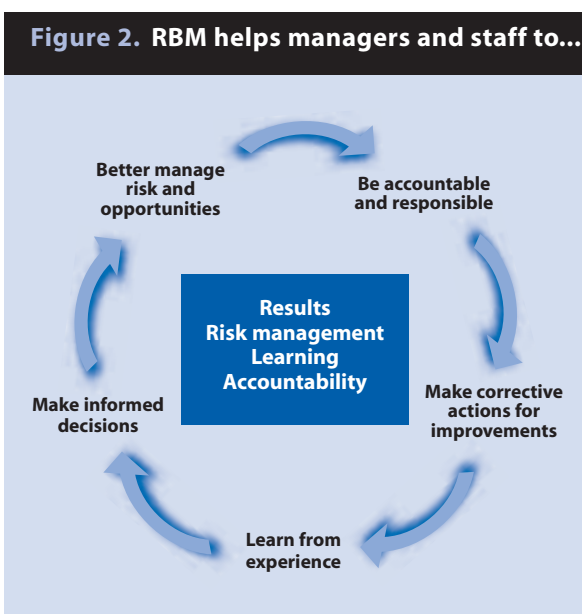 Figure 2. RBM helps managers and staff to...
Better manage
risk and
opportunities
Be accountable
and responsible
Results
Risk management
Learning
Accountability
Make informed
decisions
Make corrective
actions for
improvements
Learn from
experience